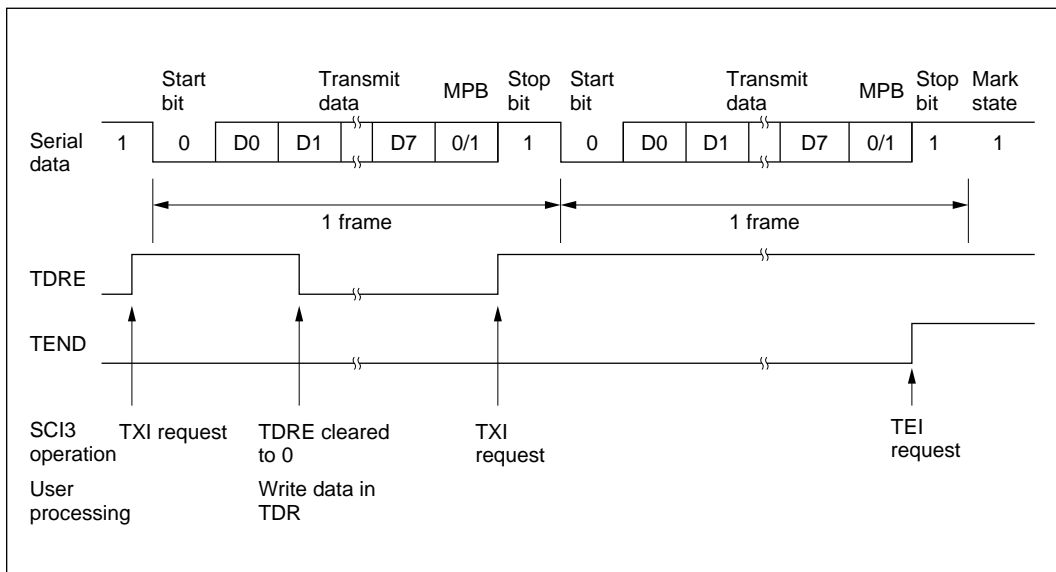 Start bit
Transmit data
MPB
Stop bit
Start bit
Transmit data
MPB
Stop bit
Mark state
Serial data
1
0
D0
D1
D7
0/1
1
0
D0
D1
D7
0/1
1
1
1 frame
1 frame
TDRE
TEND
SCI3 operation
TXI request
TDRE cleared to 0
TXI request
TEI request
User processing
Write data in TDR